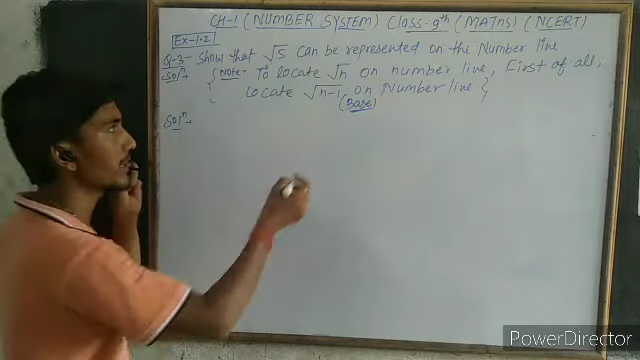 CH-1 (NUMBER SYSTEM) Class-9th (MATHS) (NCERT)
Ex-1.2
Q-3- Show that √5 can be represented on the Number line
Solⁿ→ { Note- To locate √n on number line, First of all,
Locate √n-1 on Number line. }
(Base)
Solⁿ→
PowerDirector